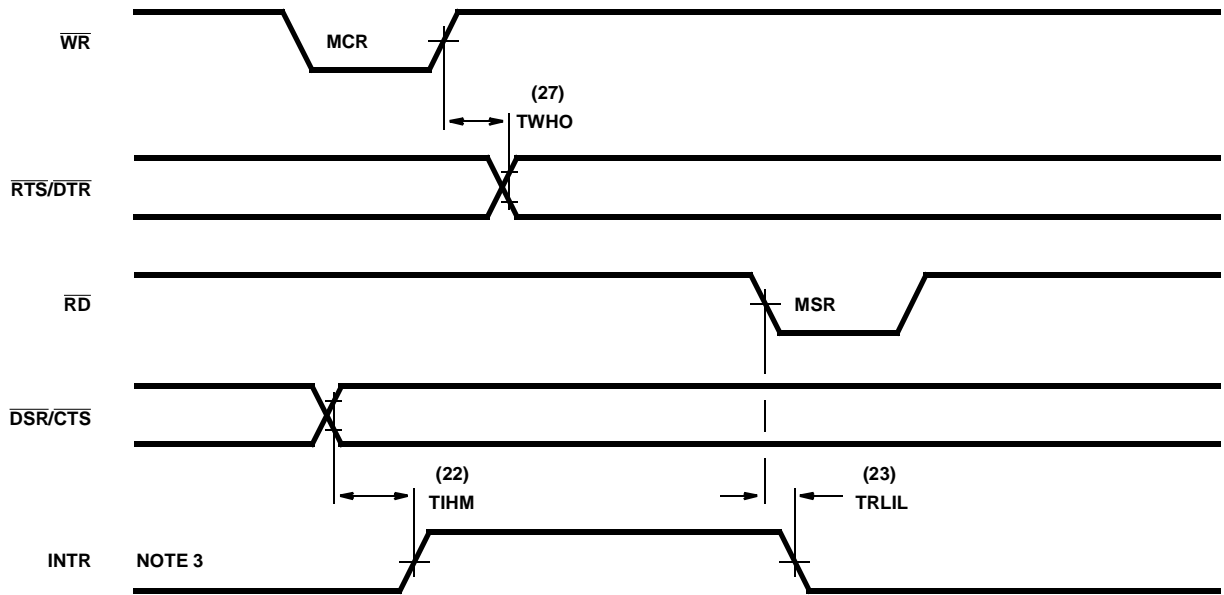 WR
MCR
(27)
TWHO
RTS/DTR
RD
MSR
DSR/CTS
(22)
TIHM
(23)
TRLIL
INTR
NOTE 3